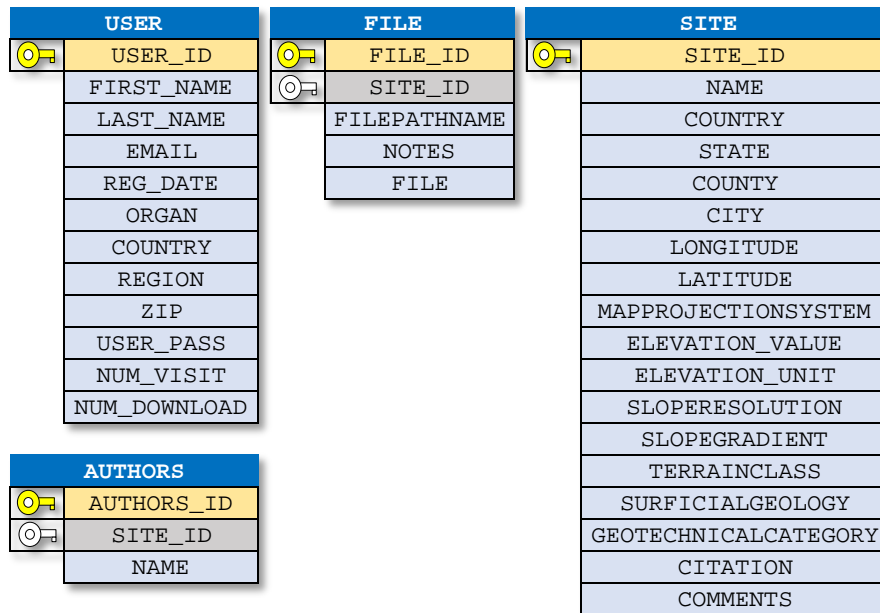 USER
USER_ID
FIRST_NAME
LAST_NAME
EMAIL
REG_DATE
ORGAN
COUNTRY
REGION
ZIP
USER_PASS
NUM_VISIT
NUM_DOWNLOAD
AUTHORS
AUTHORS_ID
SITE_ID
NAME
FILE
FILE_ID
SITE_ID
FILEPATHNAME
NOTES
FILE
SITE
SITE_ID
NAME
COUNTRY
STATE
COUNTY
CITY
LONGITUDE
LATITUDE
MAPPROJECTIONSYSTEM
ELEVATION_VALUE
ELEVATION_UNIT
SLOPERESOLUTION
SLOPEGRADIENT
TERRAINCLASS
SURFICIALGEOLOGY
GEOTECHNICALCATEGORY
CITATION
COMMENTS